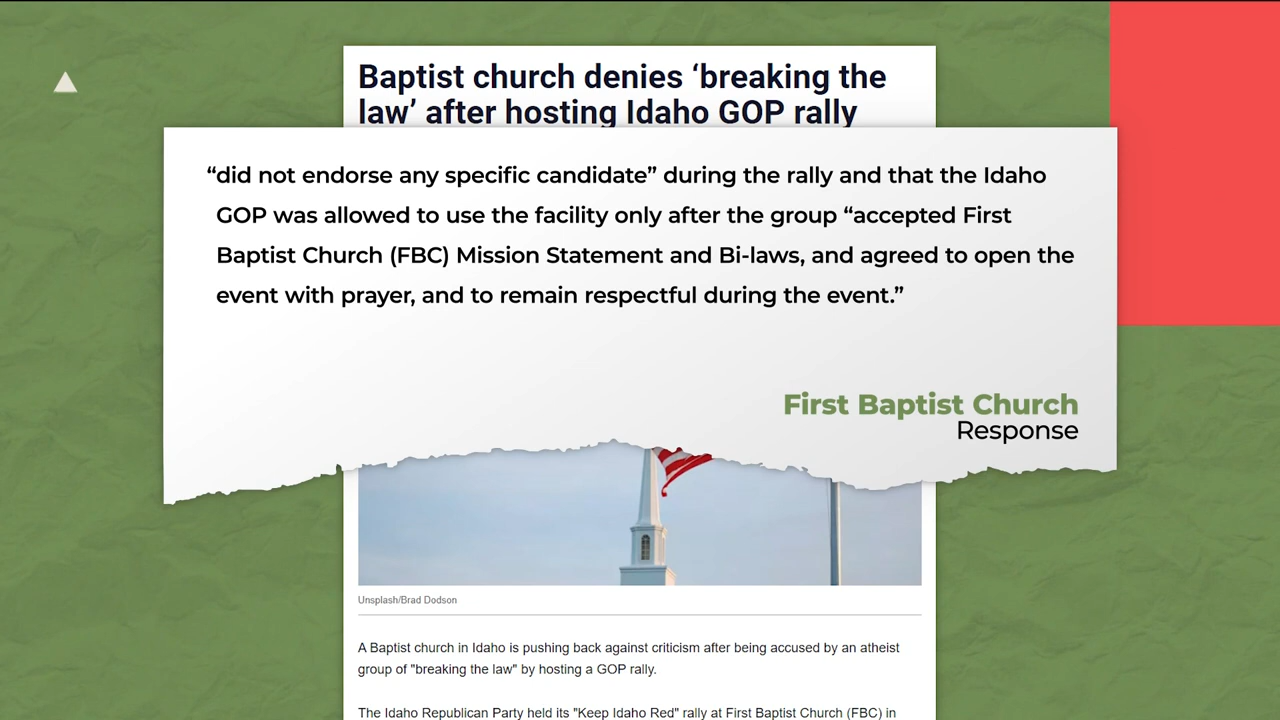 Baptist church denies ‘breaking the
law’ after hosting Idaho GOP rally
“did not endore any specific candidate” during the rally and that the Idaho
GOP was allowed to use the facility only after the group “accepted First
Baptist Church (FBC) Mission Statement and Bi-laws, and agreed to open the
event with prayer, and to remain respectful during the event.”
First Baptist Church
Response
Unsplash/Brad Dodson
A Baptist church in Idaho is pushing back against criticism after being accused by an atheist
group of "breaking the law" by hosting a GOP rally.
The Idaho Republican Party held its "Keep Idaho Red" rally at First Baptist Church (FBC) in